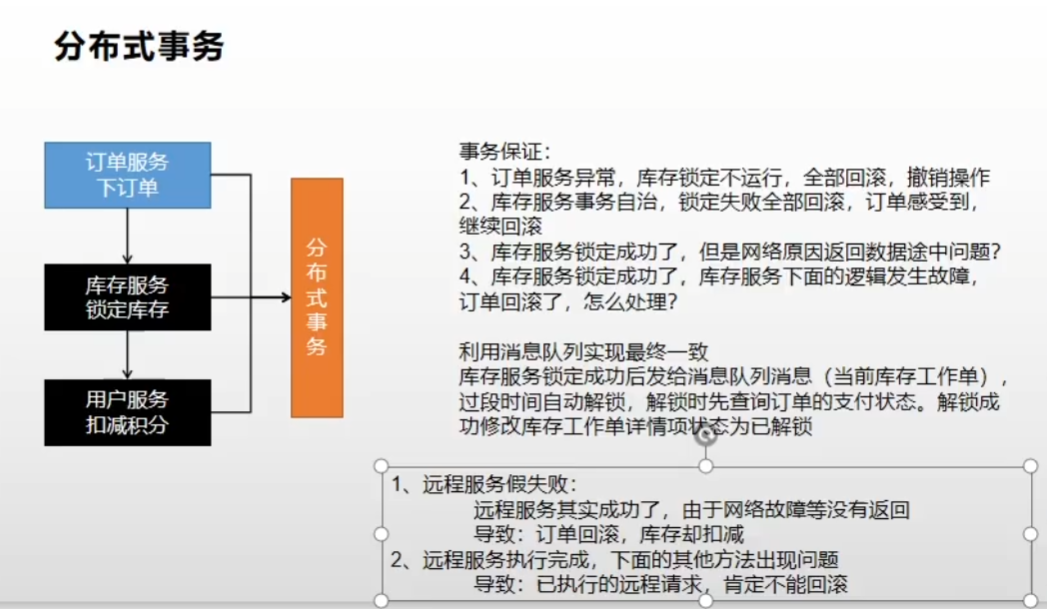 分布式事务
订单服务
下订单
库存服务
锁定库存
用户服务
扣减积分
分布式事务
事务保证：
1、订单服务异常，库存锁定不运行，全部回滚，撤销操作
2、库存服务事务自治，锁定失败全部回滚，订单感受到，
继续回滚
3、库存服务锁定成功了，但是网络原因返回数据途中问题？
4、库存服务锁定成功了，库存服务下面的逻辑发生故障，
订单回滚了，怎么处理？
利用消息队列实现最终一致
库存服务锁定成功后发给消息队列消息（当前库存工作单），
过段时间自动解锁，解锁时先查询订单的支付状态。解锁成
功修改库存工作单详情项状态为已解锁
1、远程服务假失败：
远程服务其实成功了，由于网络故障等没有返回
导致：订单回滚，库存却扣减
2、远程服务执行完成，下面的其他方法出现问题
导致：已执行的远程请求，肯定不能回滚